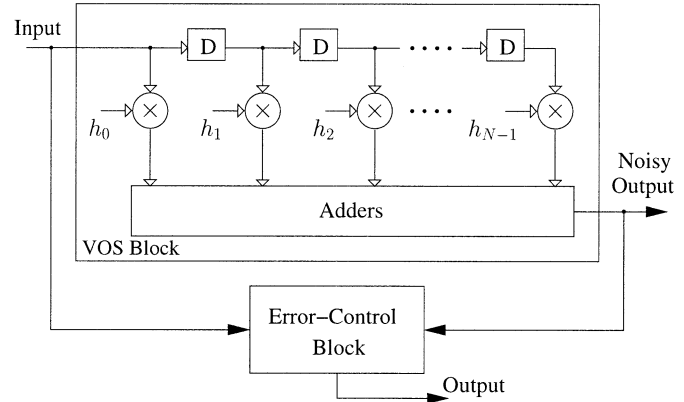 Input
D
D
D
× × × ×
h₀ h₁ h₂ hₙ₋₁
Noisy
Output
Adders
VOS Block
Error–Control
Block
Output